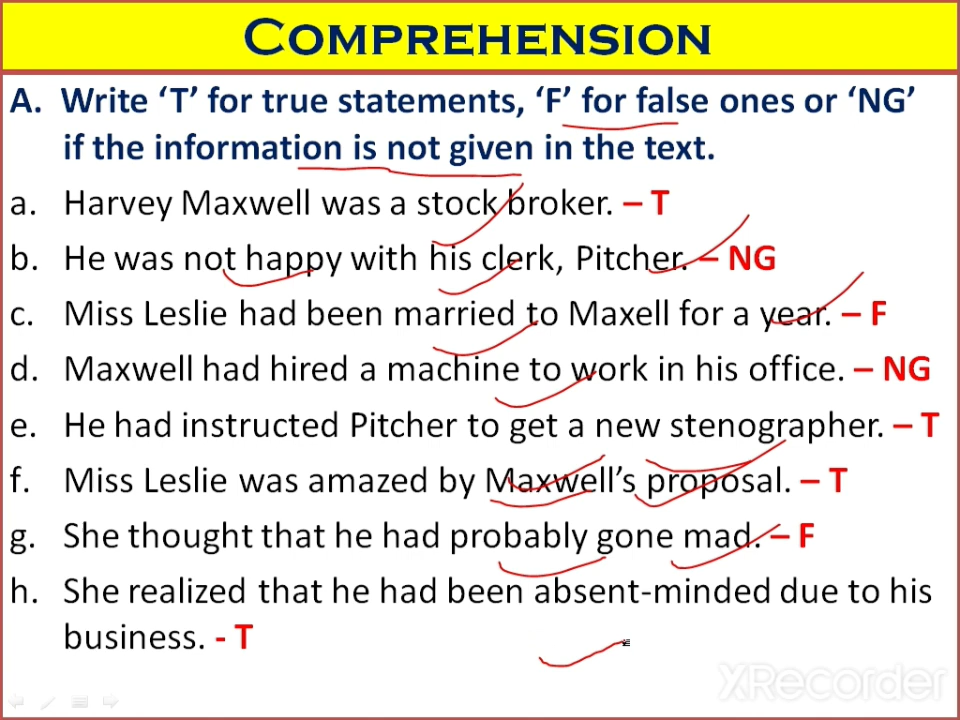 COMPREHENSION
A. Write ‘T’ for true statements, ‘F’ for false ones or ‘NG’
if the information is not given in the text.
a. Harvey Maxwell was a stock broker. – T
b. He was not happy with his clerk, Pitcher. – NG
c. Miss Leslie had been married to Maxell for a year. – F
d. Maxwell had hired a machine to work in his office. – NG
e. He had instructed Pitcher to get a new stenographer. – T
f. Miss Leslie was amazed by Maxwell’s proposal. – T
g. She thought that he had probably gone mad. – F
h. She realized that he had been absent-minded due to his
business. - T
XRecorder